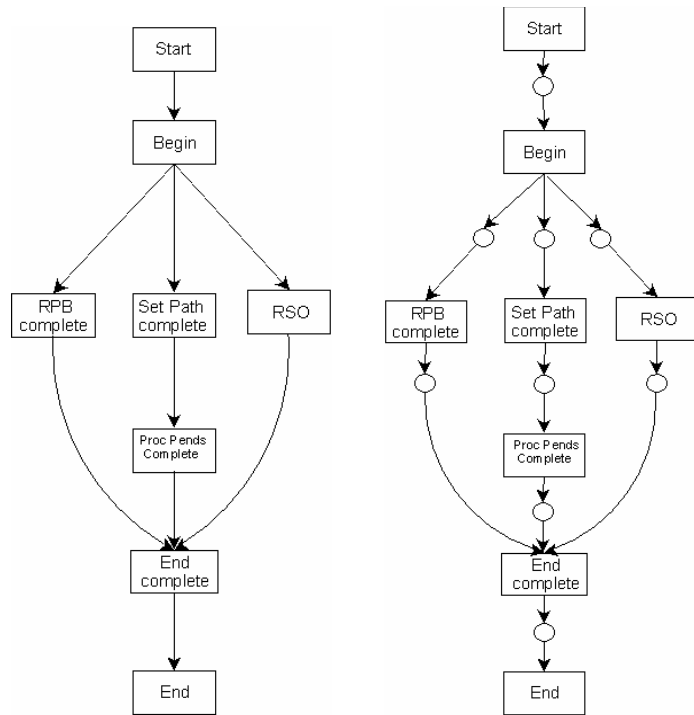 Start
Begin
RPB
complete
Set Path
complete
RSO
Proc Pends
Complete
End
complete
End
Start
Begin
RPB
complete
Set Path
complete
RSO
Proc Pends
Complete
End
complete
End